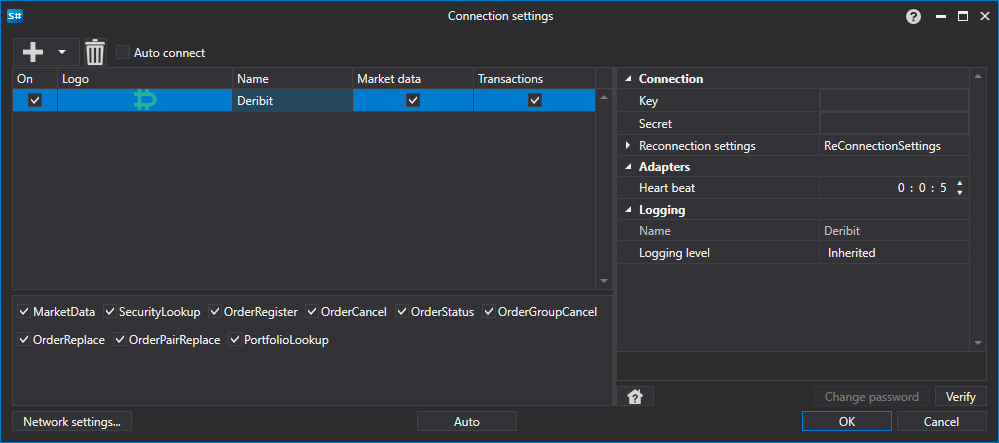 S#
Connection settings
Auto connect
On Logo Name Market data Transactions
Deribit
Connection
Key
Secret
Reconnection settings ReConnectionSettings
Adapters
Heart beat 0 : 0 : 5
Logging
Name Deribit
Logging level Inherited
MarketData SecurityLookup OrderRegister OrderCancel OrderStatus OrderGroupCancel
OrderReplace OrderPairReplace PortfolioLookup
Change password Verify
Network settings... Auto OK Cancel